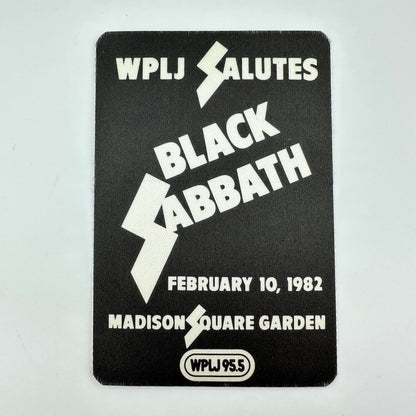 WPLJ SALUTES
BLACK
SABBATH
FEBRUARY 10, 1982
MADISON SQUARE GARDEN
WPLJ 95.5